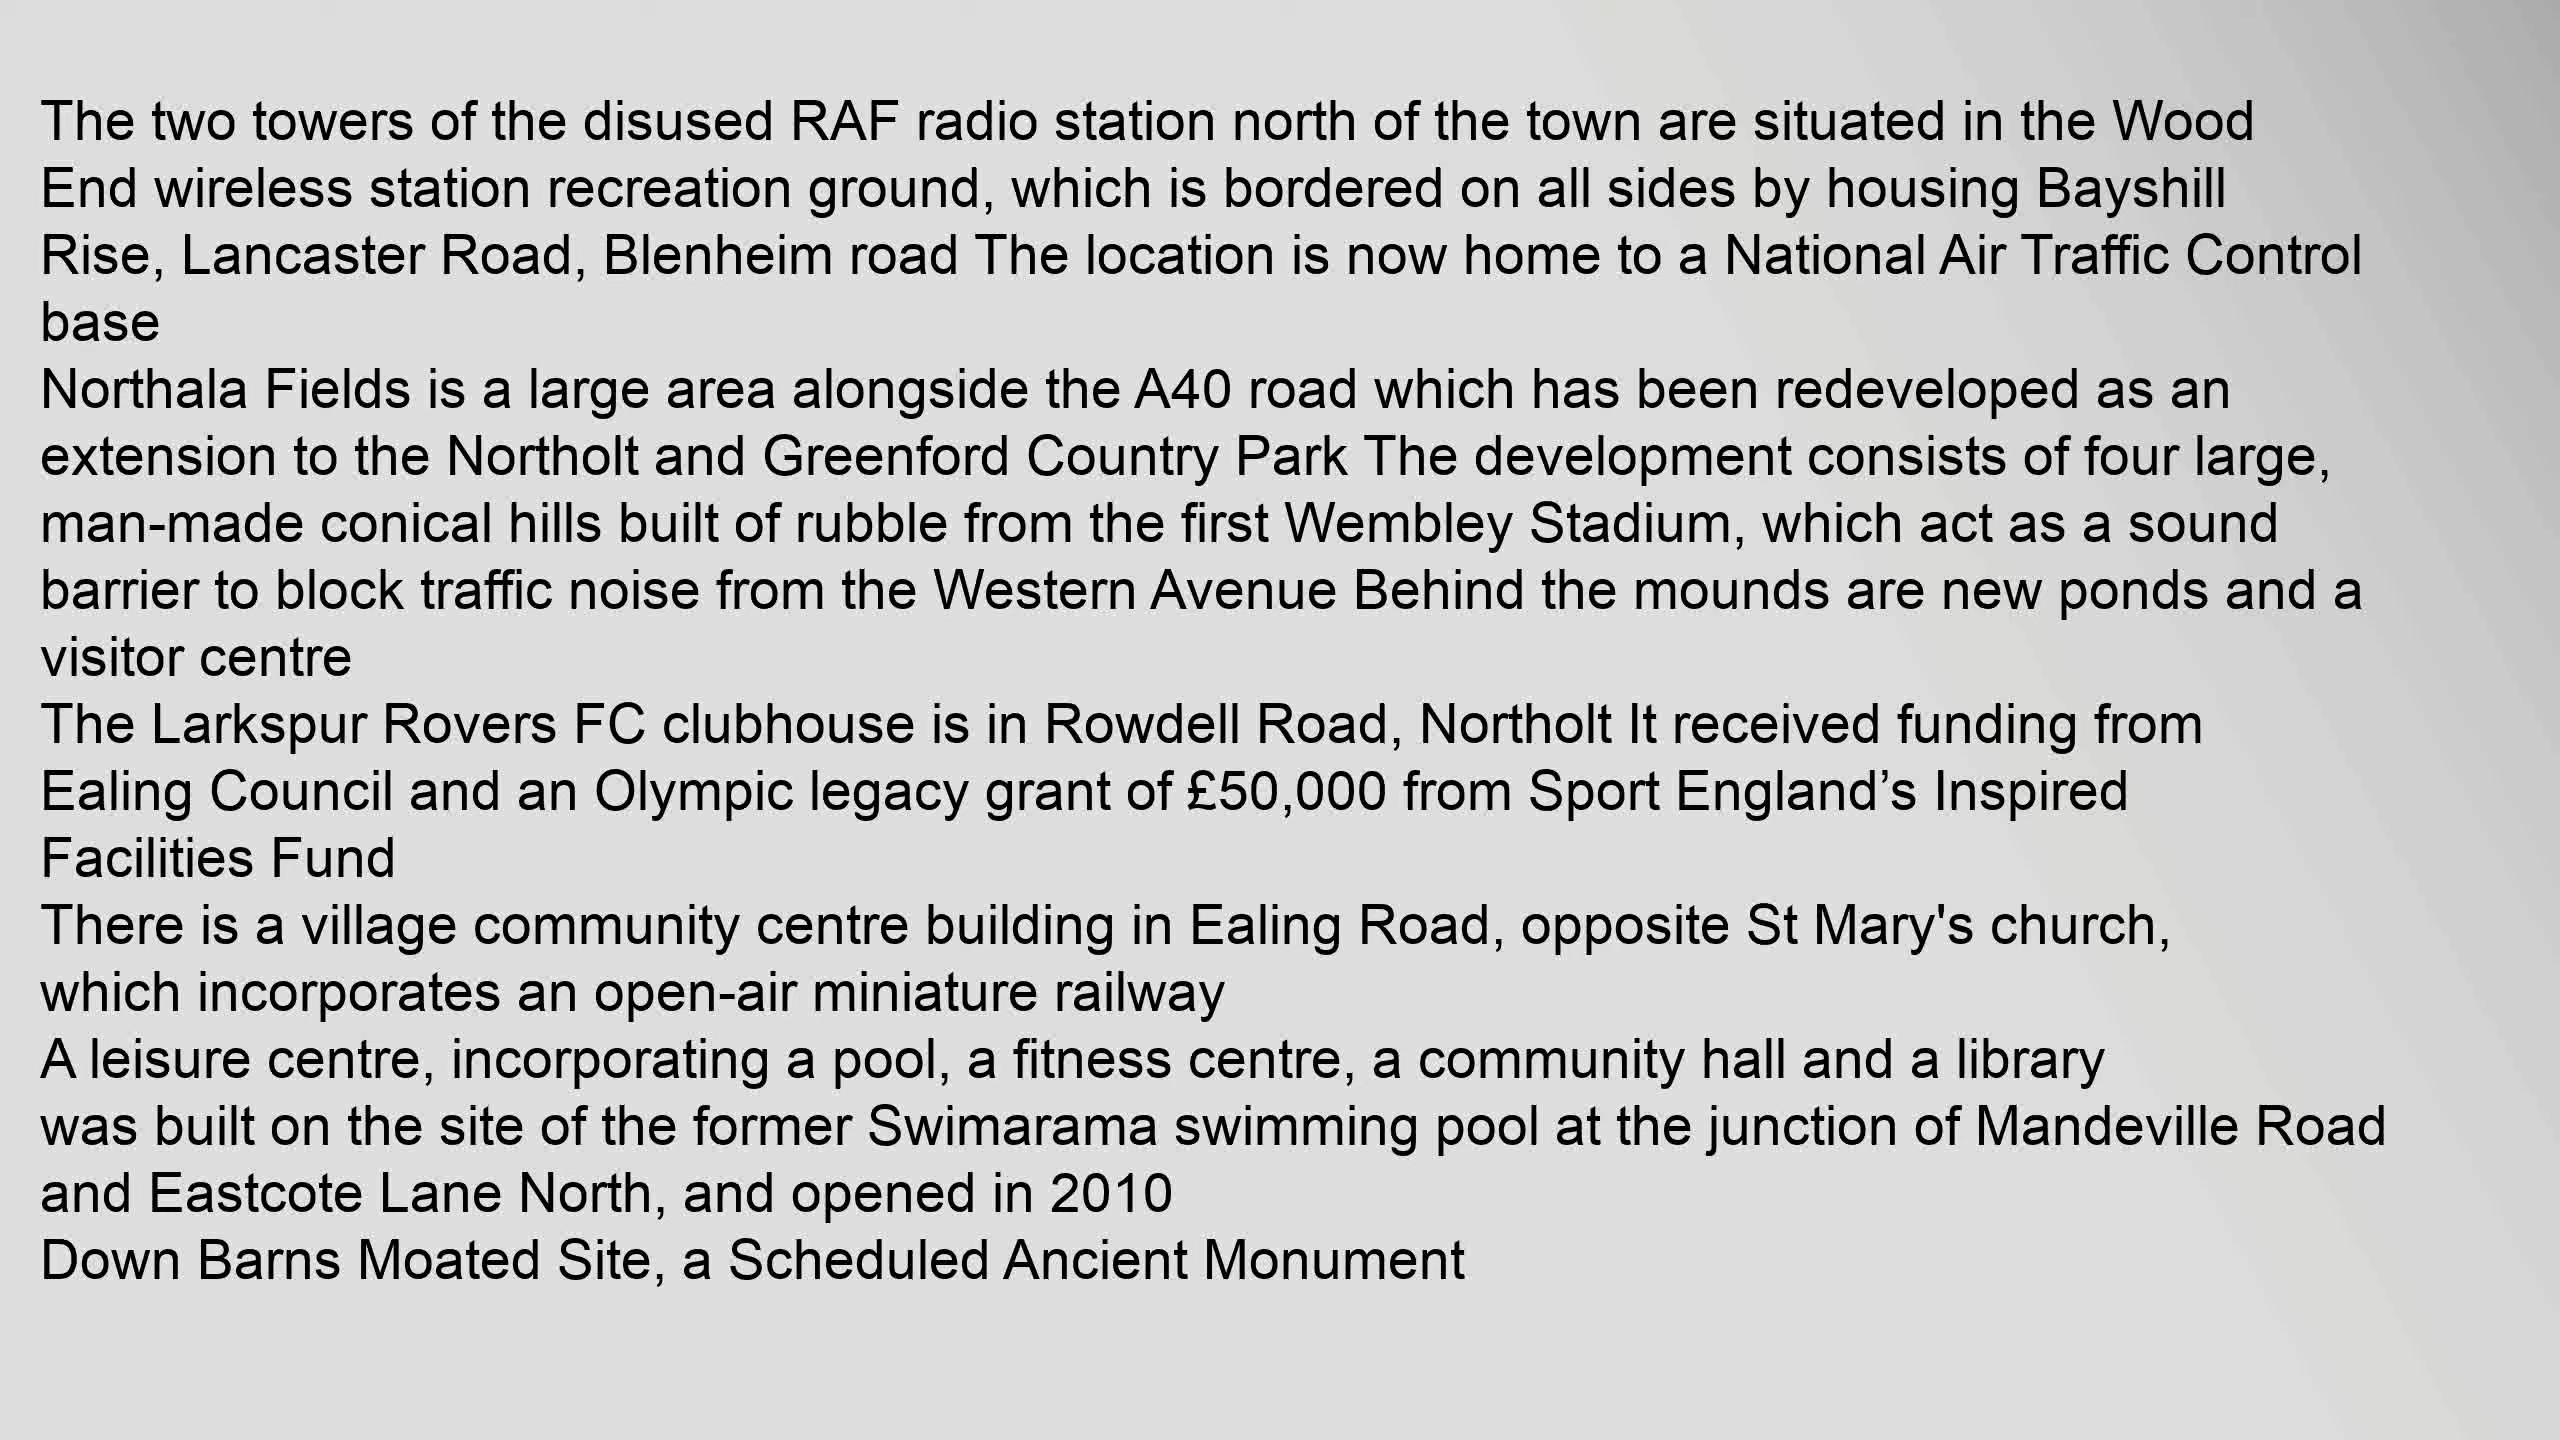 The two towers of the disused RAF radio station north of the town are situated in the Wood
End wireless station recreation ground, which is bordered on all sides by housing Bayshill
Rise, Lancaster Road, Blenheim road The location is now home to a National Air Traffic Control
base
Northala Fields is a large area alongside the A40 road which has been redeveloped as an
extension to the Northolt and Greenford Country Park The development consists of four large,
man-made conical hills built of rubble from the first Wembley Stadium, which act as a sound
barrier to block traffic noise from the Western Avenue Behind the mounds are new ponds and a
visitor centre
The Larkspur Rovers FC clubhouse is in Rowdell Road, Northolt It received funding from
Ealing Council and an Olympic legacy grant of £50,000 from Sport England’s Inspired
Facilities Fund
There is a village community centre building in Ealing Road, opposite St Mary's church,
which incorporates an open-air miniature railway
A leisure centre, incorporating a pool, a fitness centre, a community hall and a library
was built on the site of the former Swimarama swimming pool at the junction of Mandeville Road
and Eastcote Lane North, and opened in 2010
Down Barns Moated Site, a Scheduled Ancient Monument